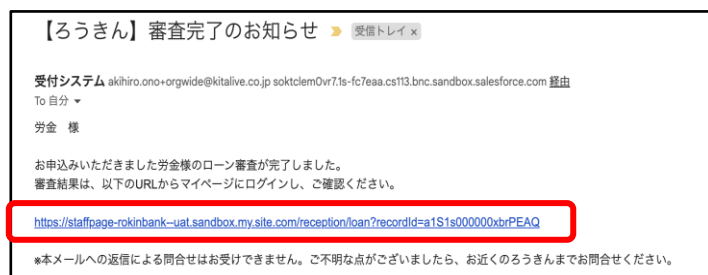 【ろうきん】審査完了のお知らせ 受信トレイ ×
受付システム akihiro.ono+orgwide@kitalive.co.jp soktclem0vr7.1s-fc7eaa.cs113.bnc.sandbox.salesforce.com 経由
To 自分
労金 様
お申込みいただきました労金様のローン審査が完了しました。
審査結果は、以下のURLからマイページにログインし、ご確認ください。
https://staffpage-rokinbank--uat.sandbox.my.site.com/reception/loan?recordId=a1S1s000000xbrPEAQ
※本メールへの返信による問合せはお受けできません。ご不明な点がございましたら、お近くのろうきんまでお問合せください。